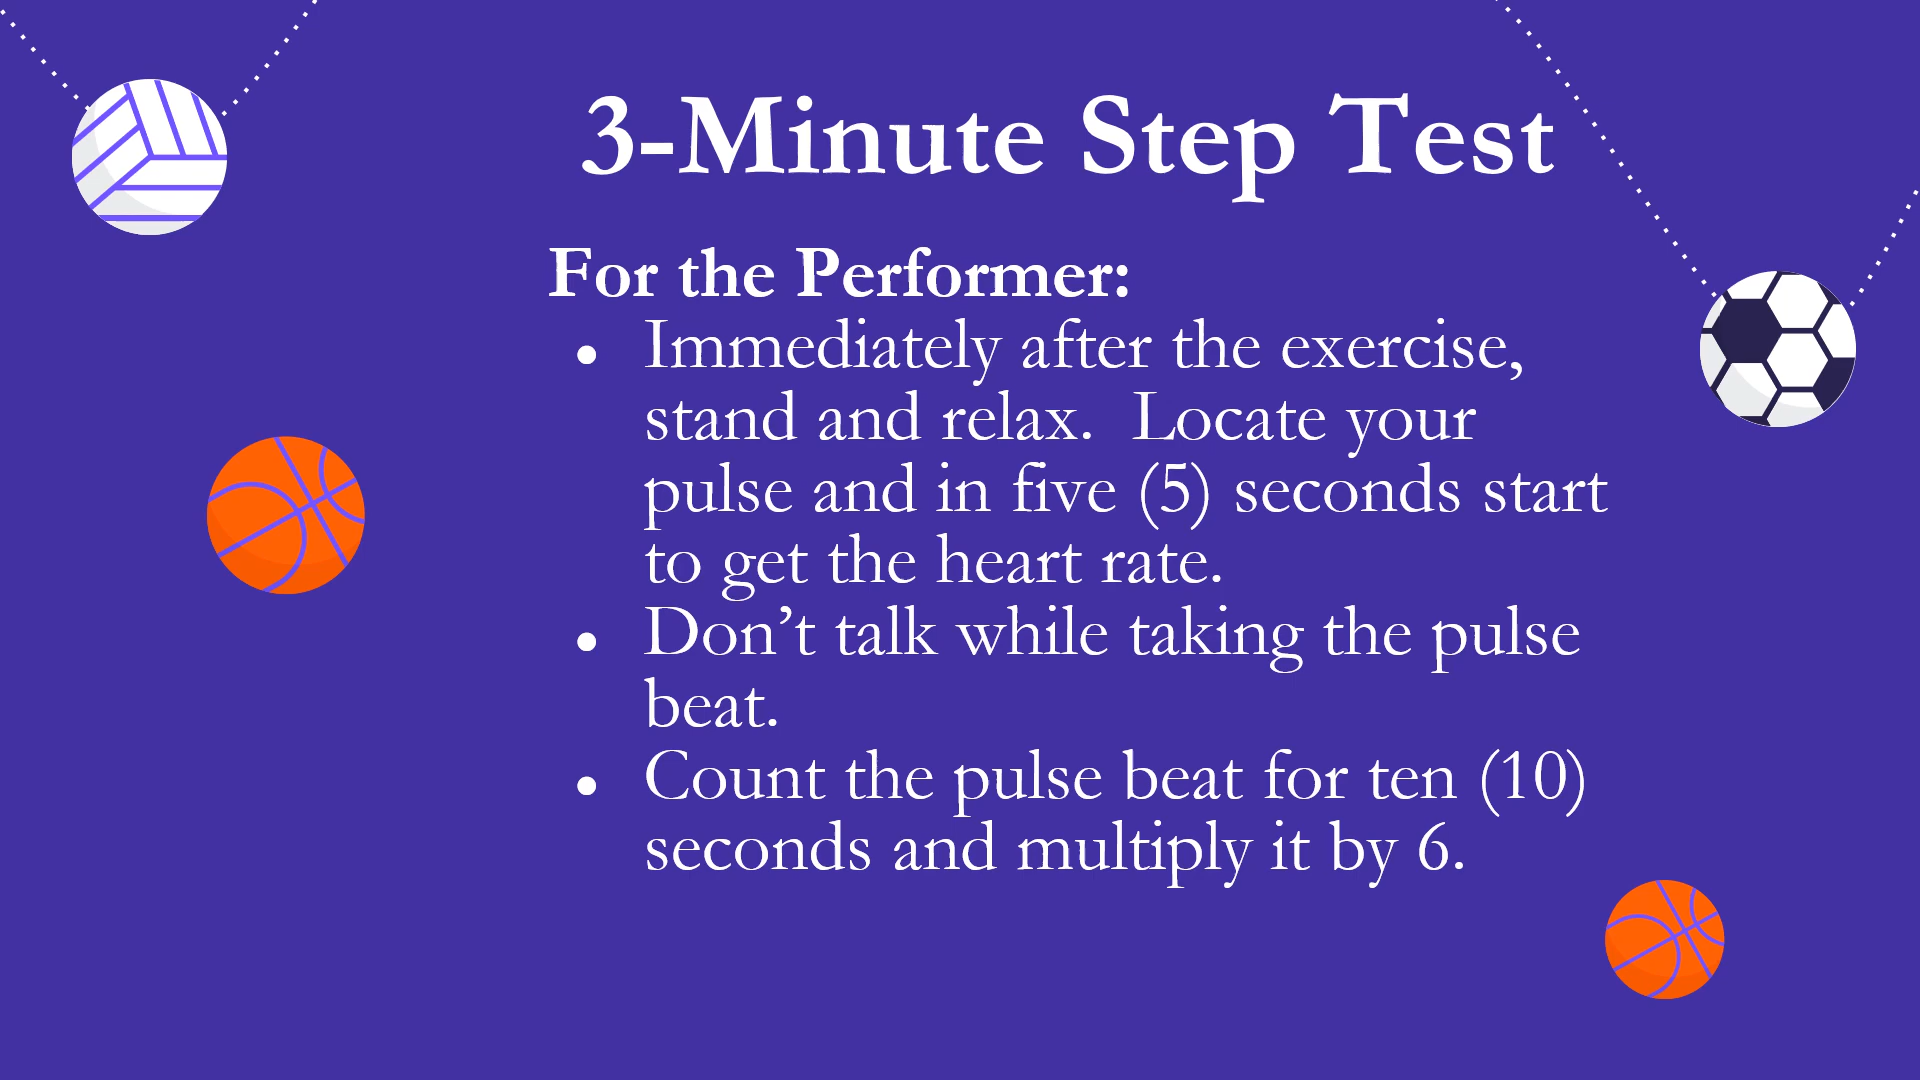 3-Minute Step Test
For the Performer:
● Immediately after the exercise,
stand and relax.  Locate your
pulse and in five (5) seconds start
to get the heart rate.
● Don’t talk while taking the pulse
beat.
● Count the pulse beat for ten (10)
seconds and multiply it by 6.